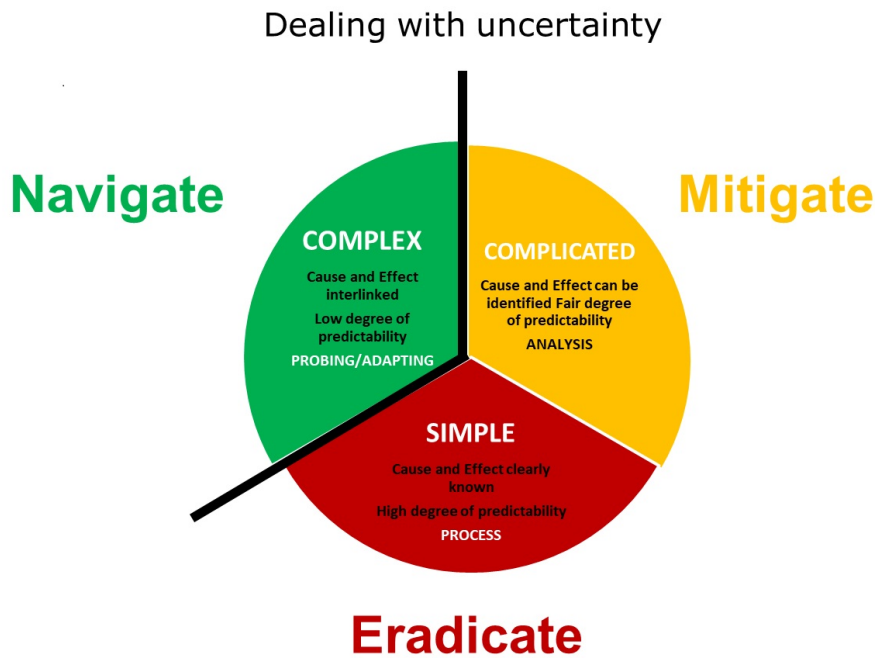 Dealing with uncertainty
Navigate
Mitigate
COMPLEX
Cause and Effect
interlinked
Low degree of
predictability
PROBING/ADAPTING
COMPLICATED
Cause and Effect can be
identified Fair degree
of predictability
ANALYSIS
SIMPLE
Cause and Effect clearly
known
High degree of predictability
PROCESS
Eradicate